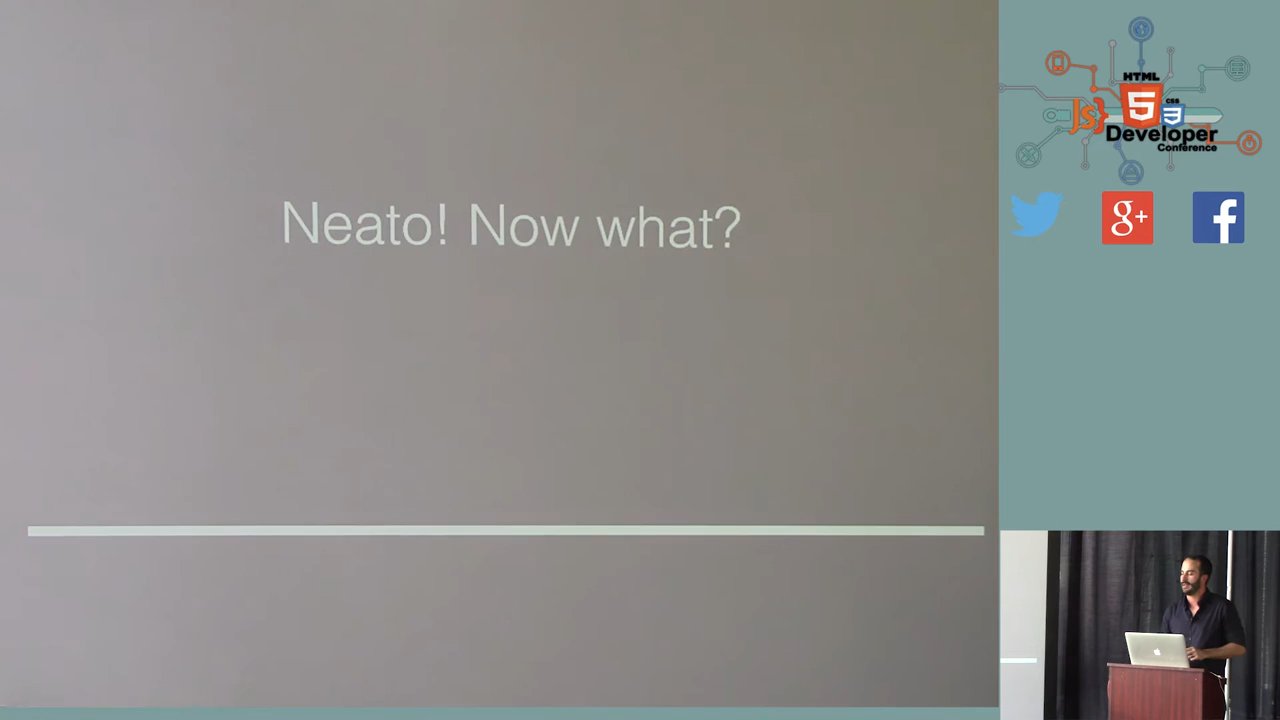 Neato! Now what?
HTML
5
JS}
CSS
3
Developer
Conference
g+
f